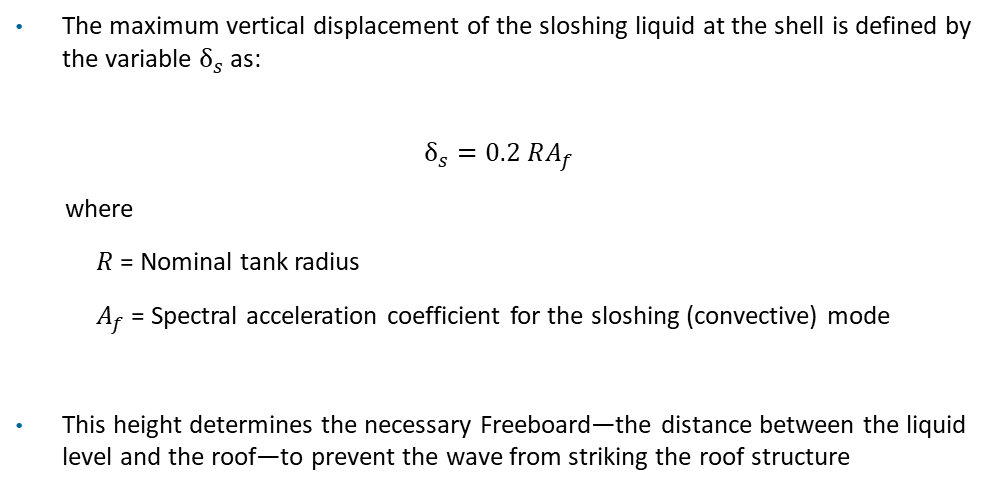 • The maximum vertical displacement of the sloshing liquid at the shell is defined by
the variable δₛ as:
δₛ = 0.2 RA_f
where
R = Nominal tank radius
A_f = Spectral acceleration coefficient for the sloshing (convective) mode
• This height determines the necessary Freeboard—the distance between the liquid
level and the roof—to prevent the wave from striking the roof structure